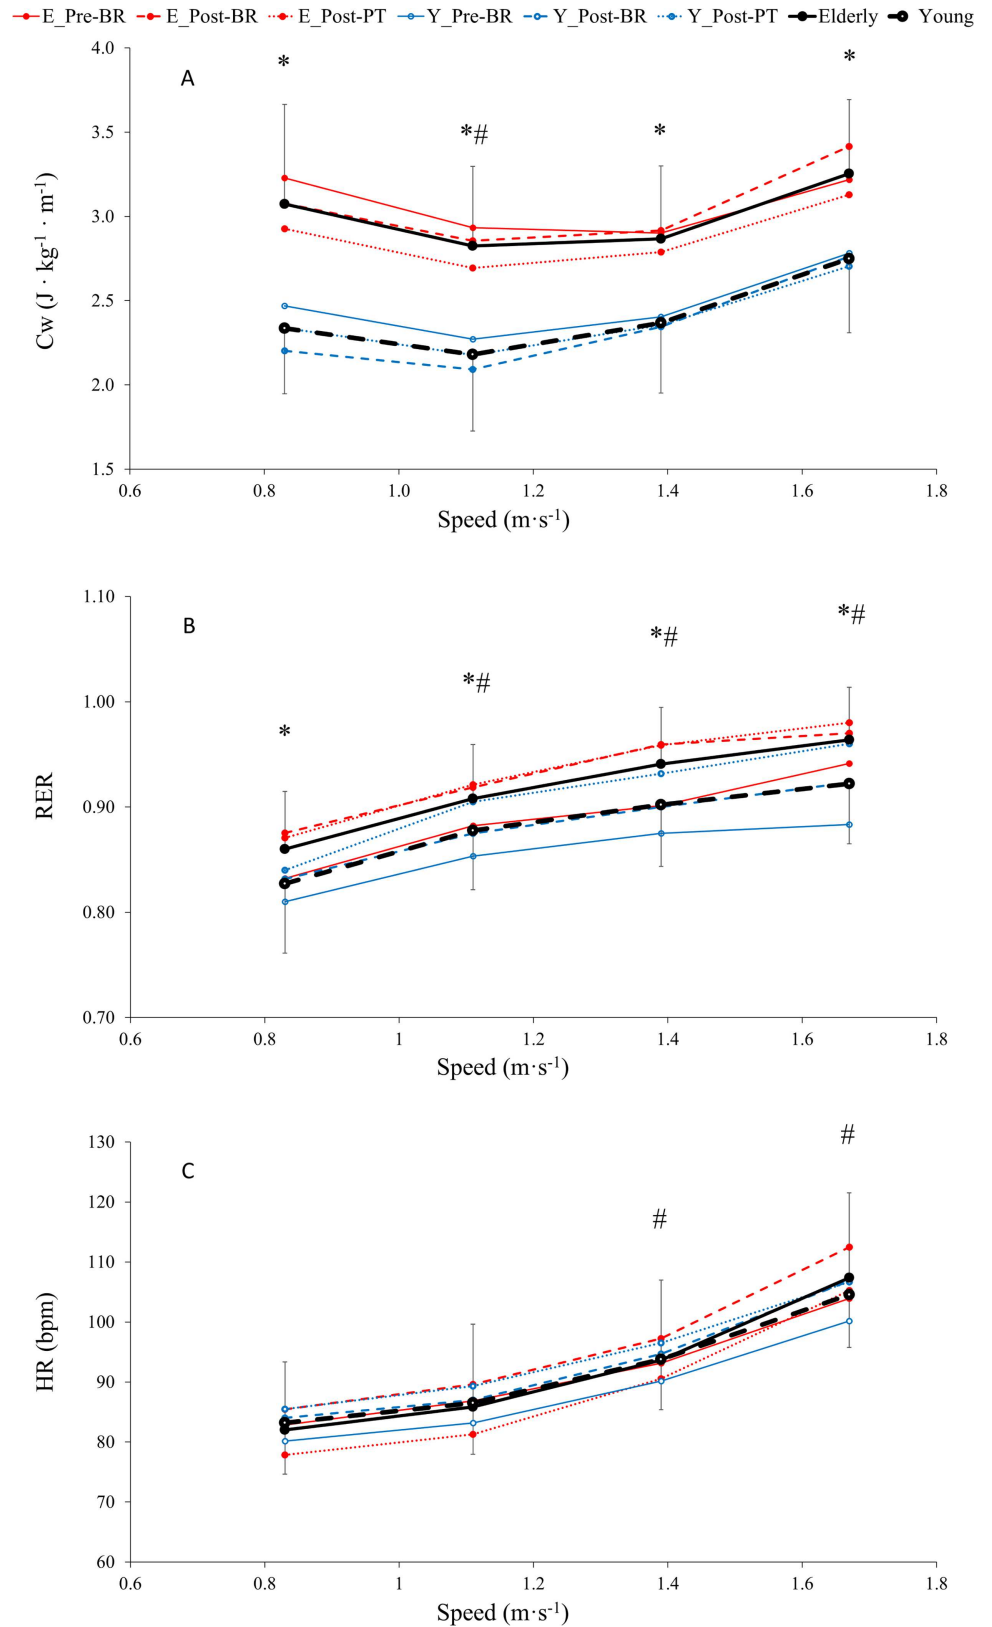 E_Pre-BR E_Post-BR E_Post-PT Y_Pre-BR Y_Post-BR Y_Post-PT Elderly Young
A
* *# * *
4.0
3.5
3.0
2.5
2.0
1.5
Cw (J · kg⁻¹ · m⁻¹)
0.6 0.8 1.0 1.2 1.4 1.6 1.8
Speed (m·s⁻¹)
B
* *# *# *#
1.10
1.00
0.90
0.80
0.70
RER
0.6 0.8 1 1.2 1.4 1.6 1.8
Speed (m·s⁻¹)
C
# #
130
120
110
100
90
80
70
60
HR (bpm)
0.6 0.8 1 1.2 1.4 1.6 1.8
Speed (m·s⁻¹)